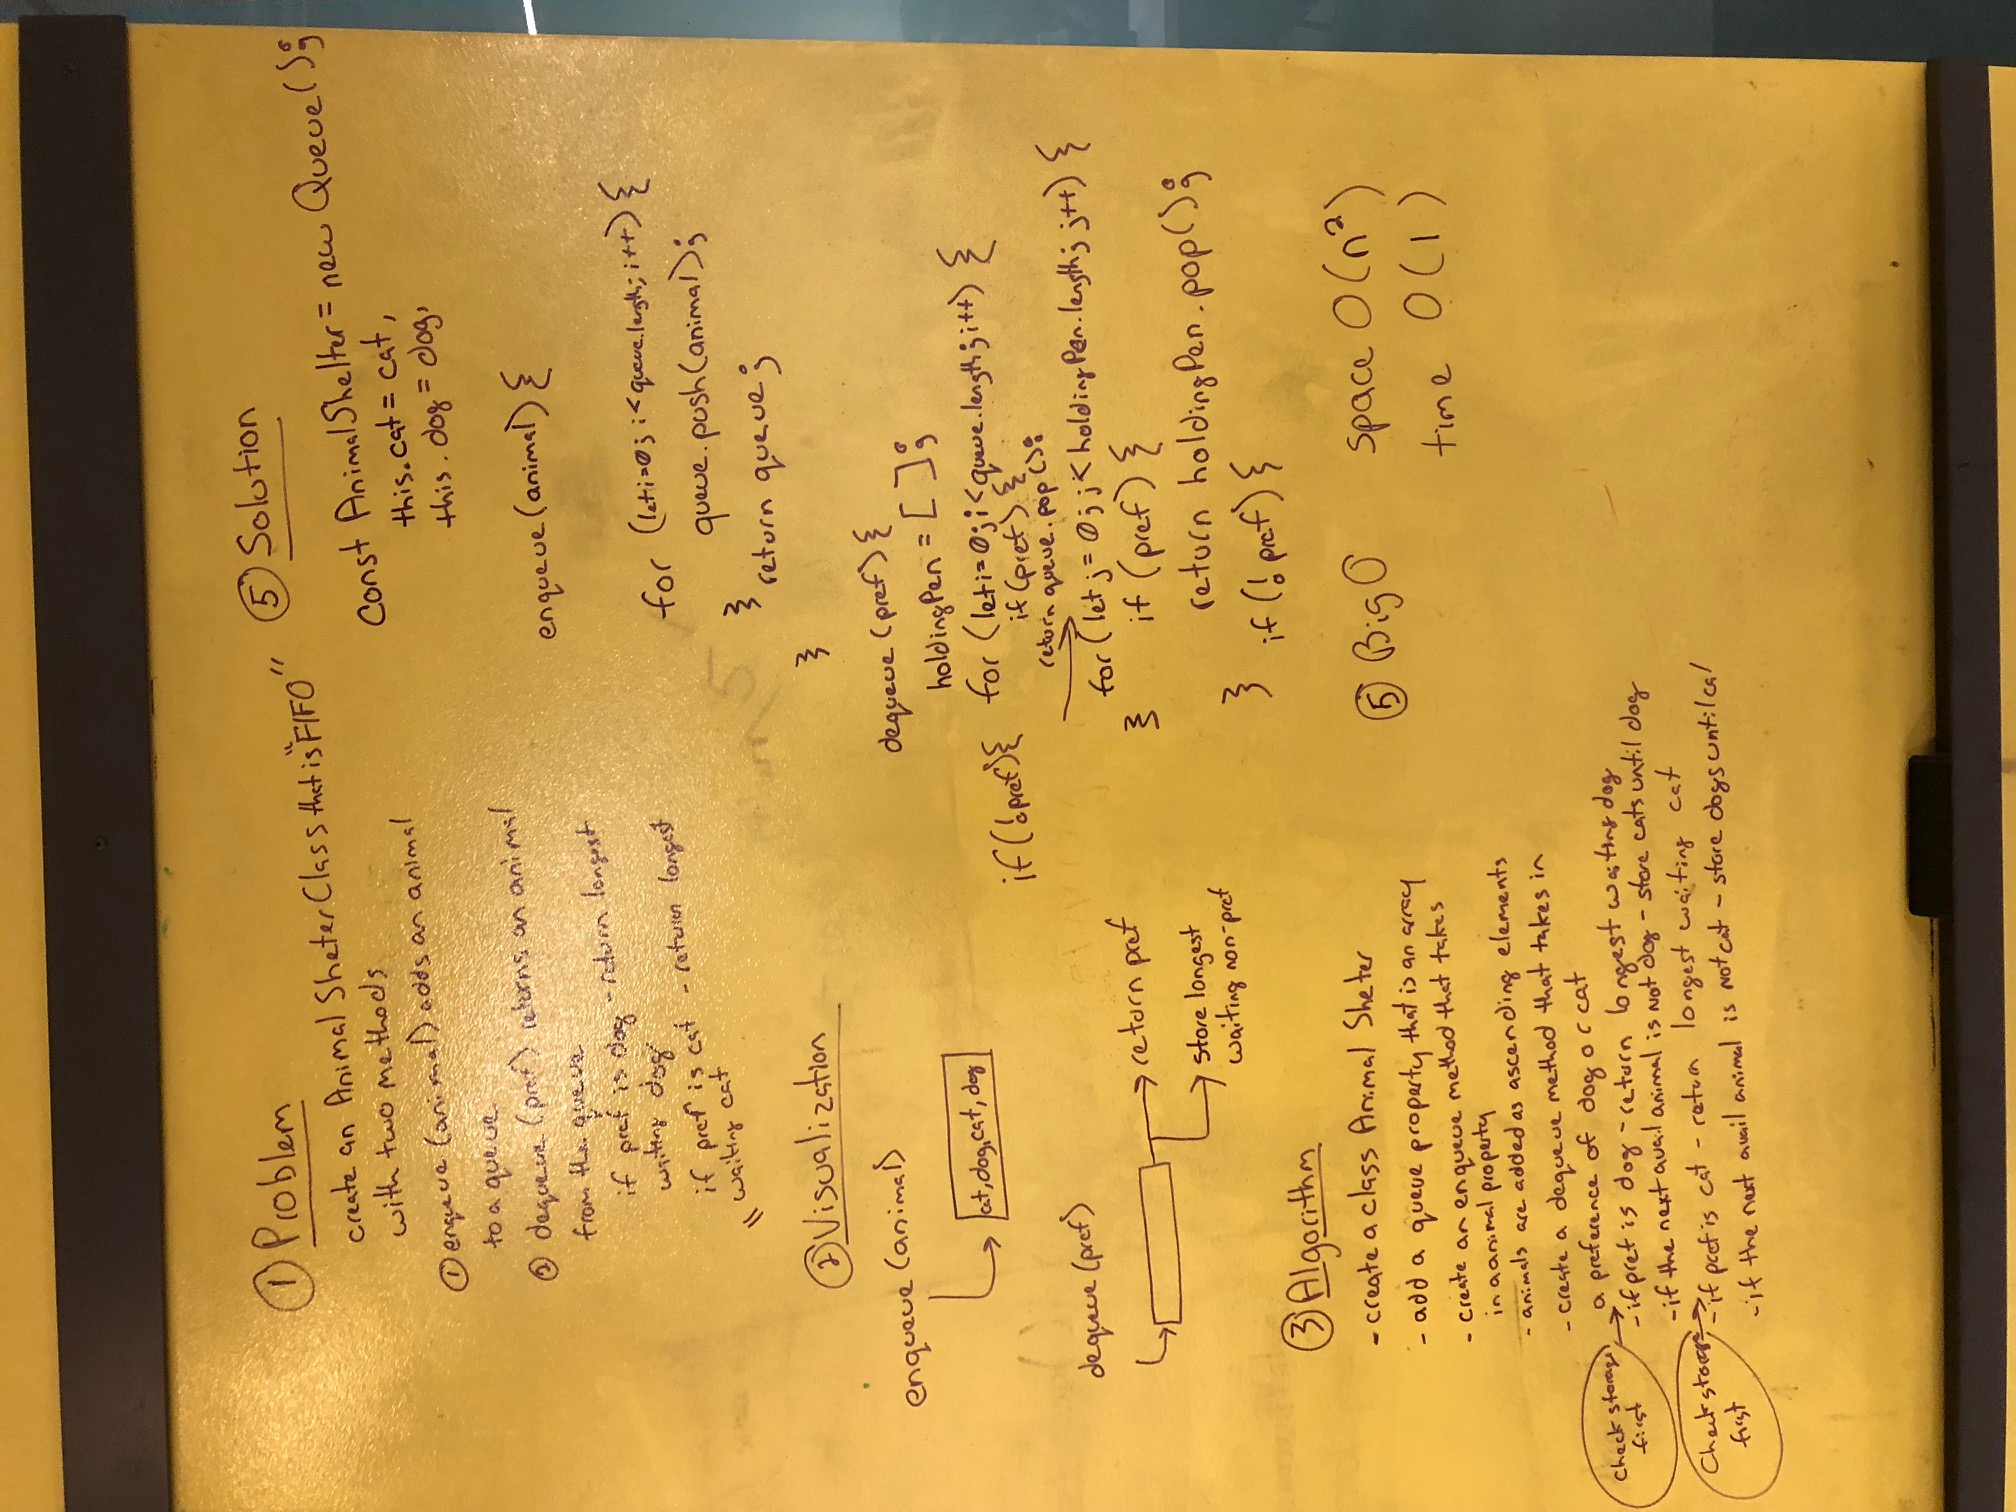 ① Problem
create an Animal Sheter Class that is "FIFO"
with two methods
① enqueue (animal) adds an animal
to a queue
② dequeue (pref) returns an animal
from the queue
if pref is dog - return longest
waiting dog
if pref is cat - return longest
" waiting cat
② Visualization
enqueue (animal)
cat, dog, cat, dog
dequeue (pref)
return pref
store longest
waiting non-pref
③ Algorithm
- create a class Animal Sheter
- add a queue property that is an array
- create an enqueue method that takes
in a animal property
- animals are added as ascending elements
- create a dequeue method that takes in
a preference of dog or cat
Check storage
first
- if pref is dog - return longest waiting dog
- if the next avail animal is not dog - store cats until dog
Check storage
first
- if pref is cat - return longest waiting cat
- if the next avail animal is not cat - store dogs until cat
⑤ Solution
const AnimalShelter = new Queue();
this.cat = cat,
this.dog = dog,
enqueue(animal) {
for (let i=0; i<queue.length; i++) {
queue.push(animal);
}
return queue;
}
dequeue (pref) {
holdingPen = [ ];
if (!pref) {
for (let i=0; i<queue.length; i++) {
if (pref) {
return queue.pop();
for (let j = 0; j < holdingPen.length; j++) {
}
if (pref) {
return holdingPen.pop();
}
if (!pref) {
⑤ Big O
space O(n²)
time O(1)